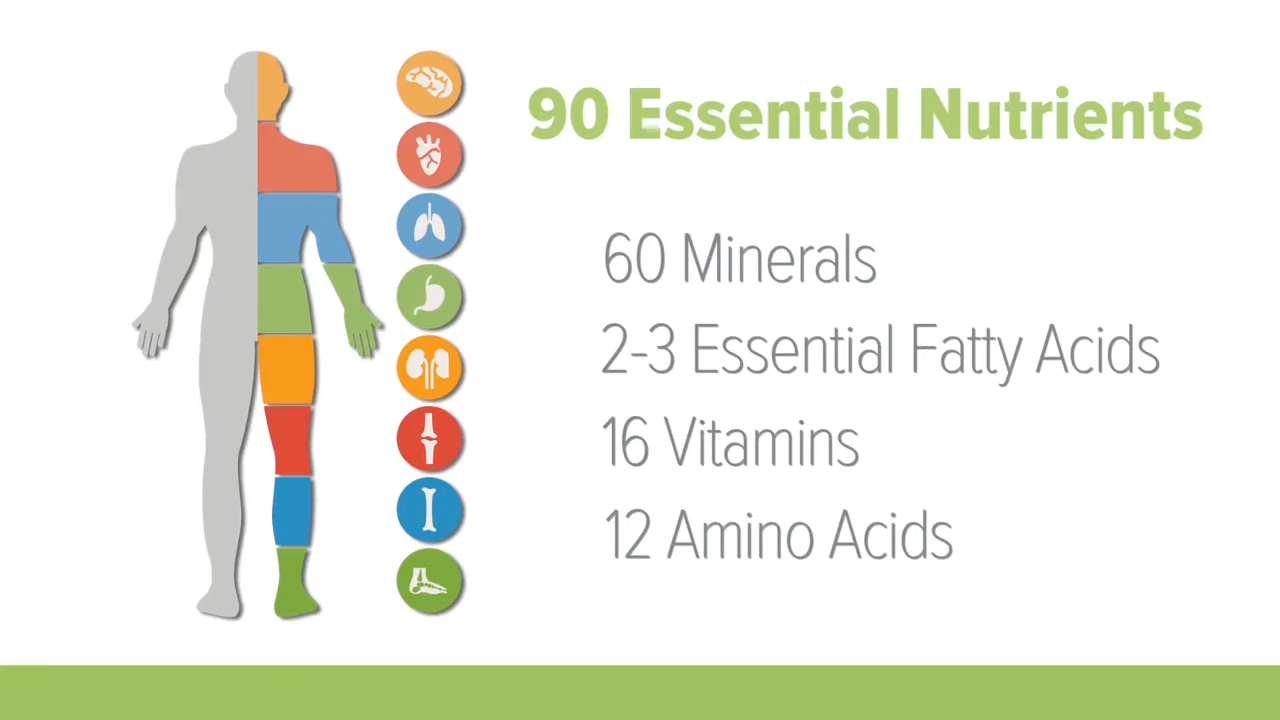 90 Essential Nutrients
60 Minerals
2-3 Essential Fatty Acids
16 Vitamins
12 Amino Acids